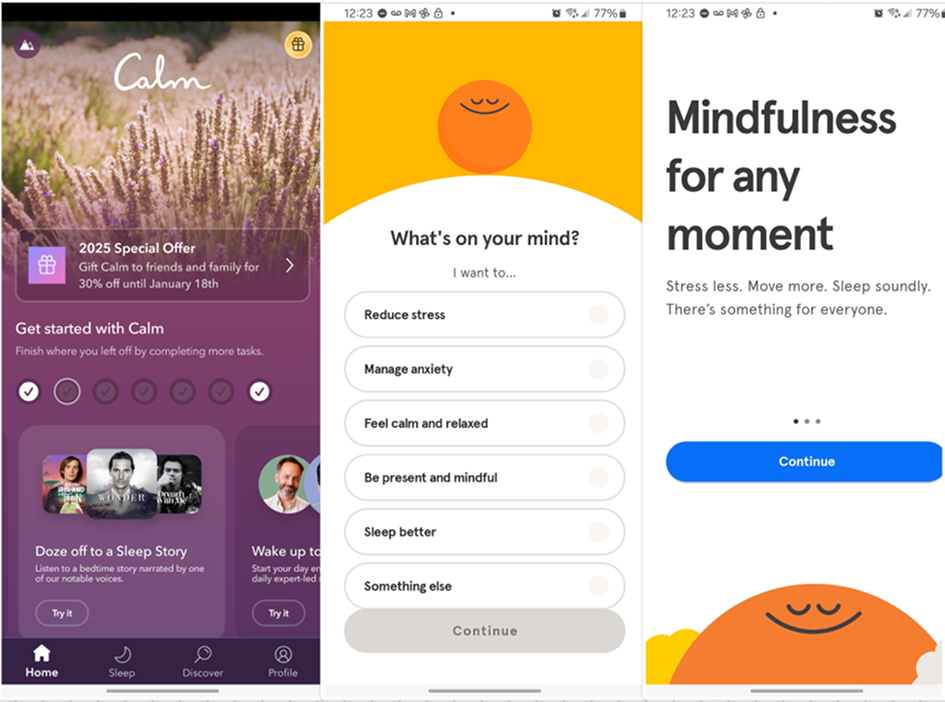 Calm
2025 Special Offer
Gift Calm to friends and family for
30% off until January 18th
Get started with Calm
Finish where you left off by completing more tasks.
WONDER
Dream
With Me
Doze off to a Sleep Story
Listen to a bedtime story narrated by one
of our notable voices.
Try it
Wake up to
Start your day en
daily expert-led s
Try it
Home
Sleep
Discover
Profile
12:23
77%
What's on your mind?
I want to...
Reduce stress
Manage anxiety
Feel calm and relaxed
Be present and mindful
Sleep better
Something else
Continue
12:23
77%
Mindfulness
for any
moment
Stress less. Move more. Sleep soundly.
There’s something for everyone.
Continue